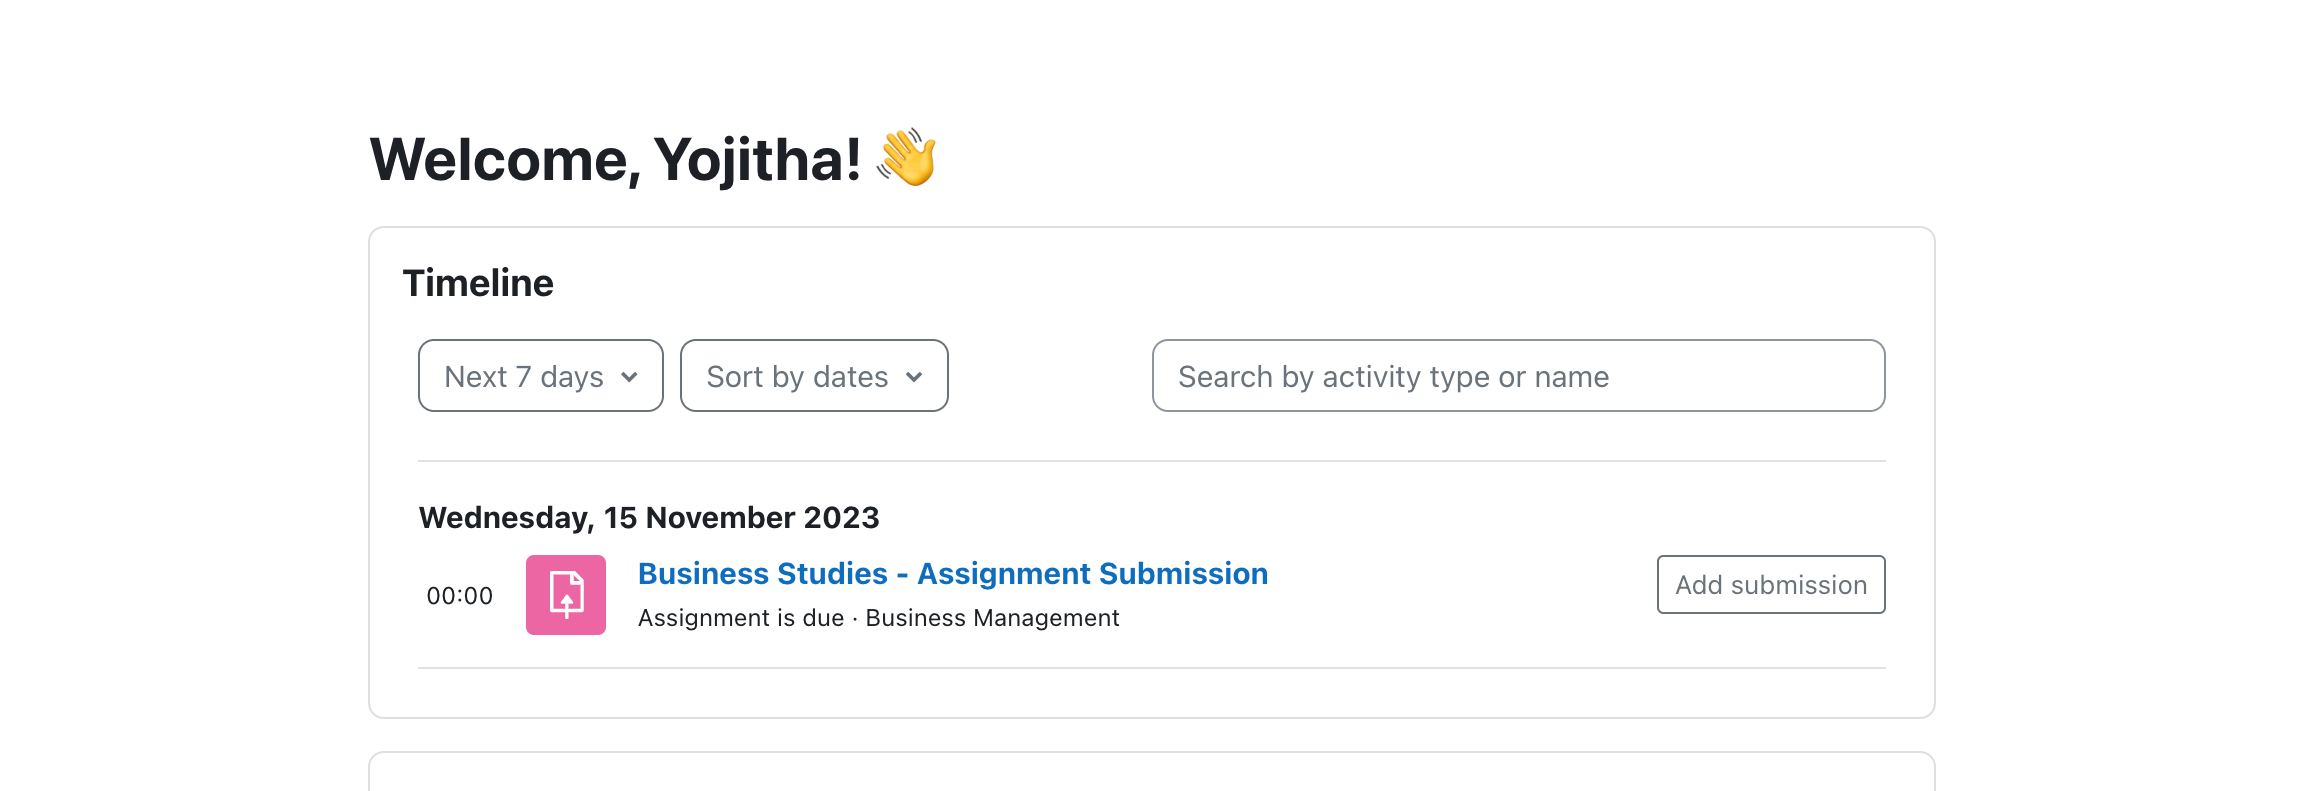 Welcome, Yojitha! 👋
Timeline
Next 7 days
Sort by dates
Search by activity type or name
Wednesday, 15 November 2023
00:00
Business Studies - Assignment Submission
Assignment is due · Business Management
Add submission